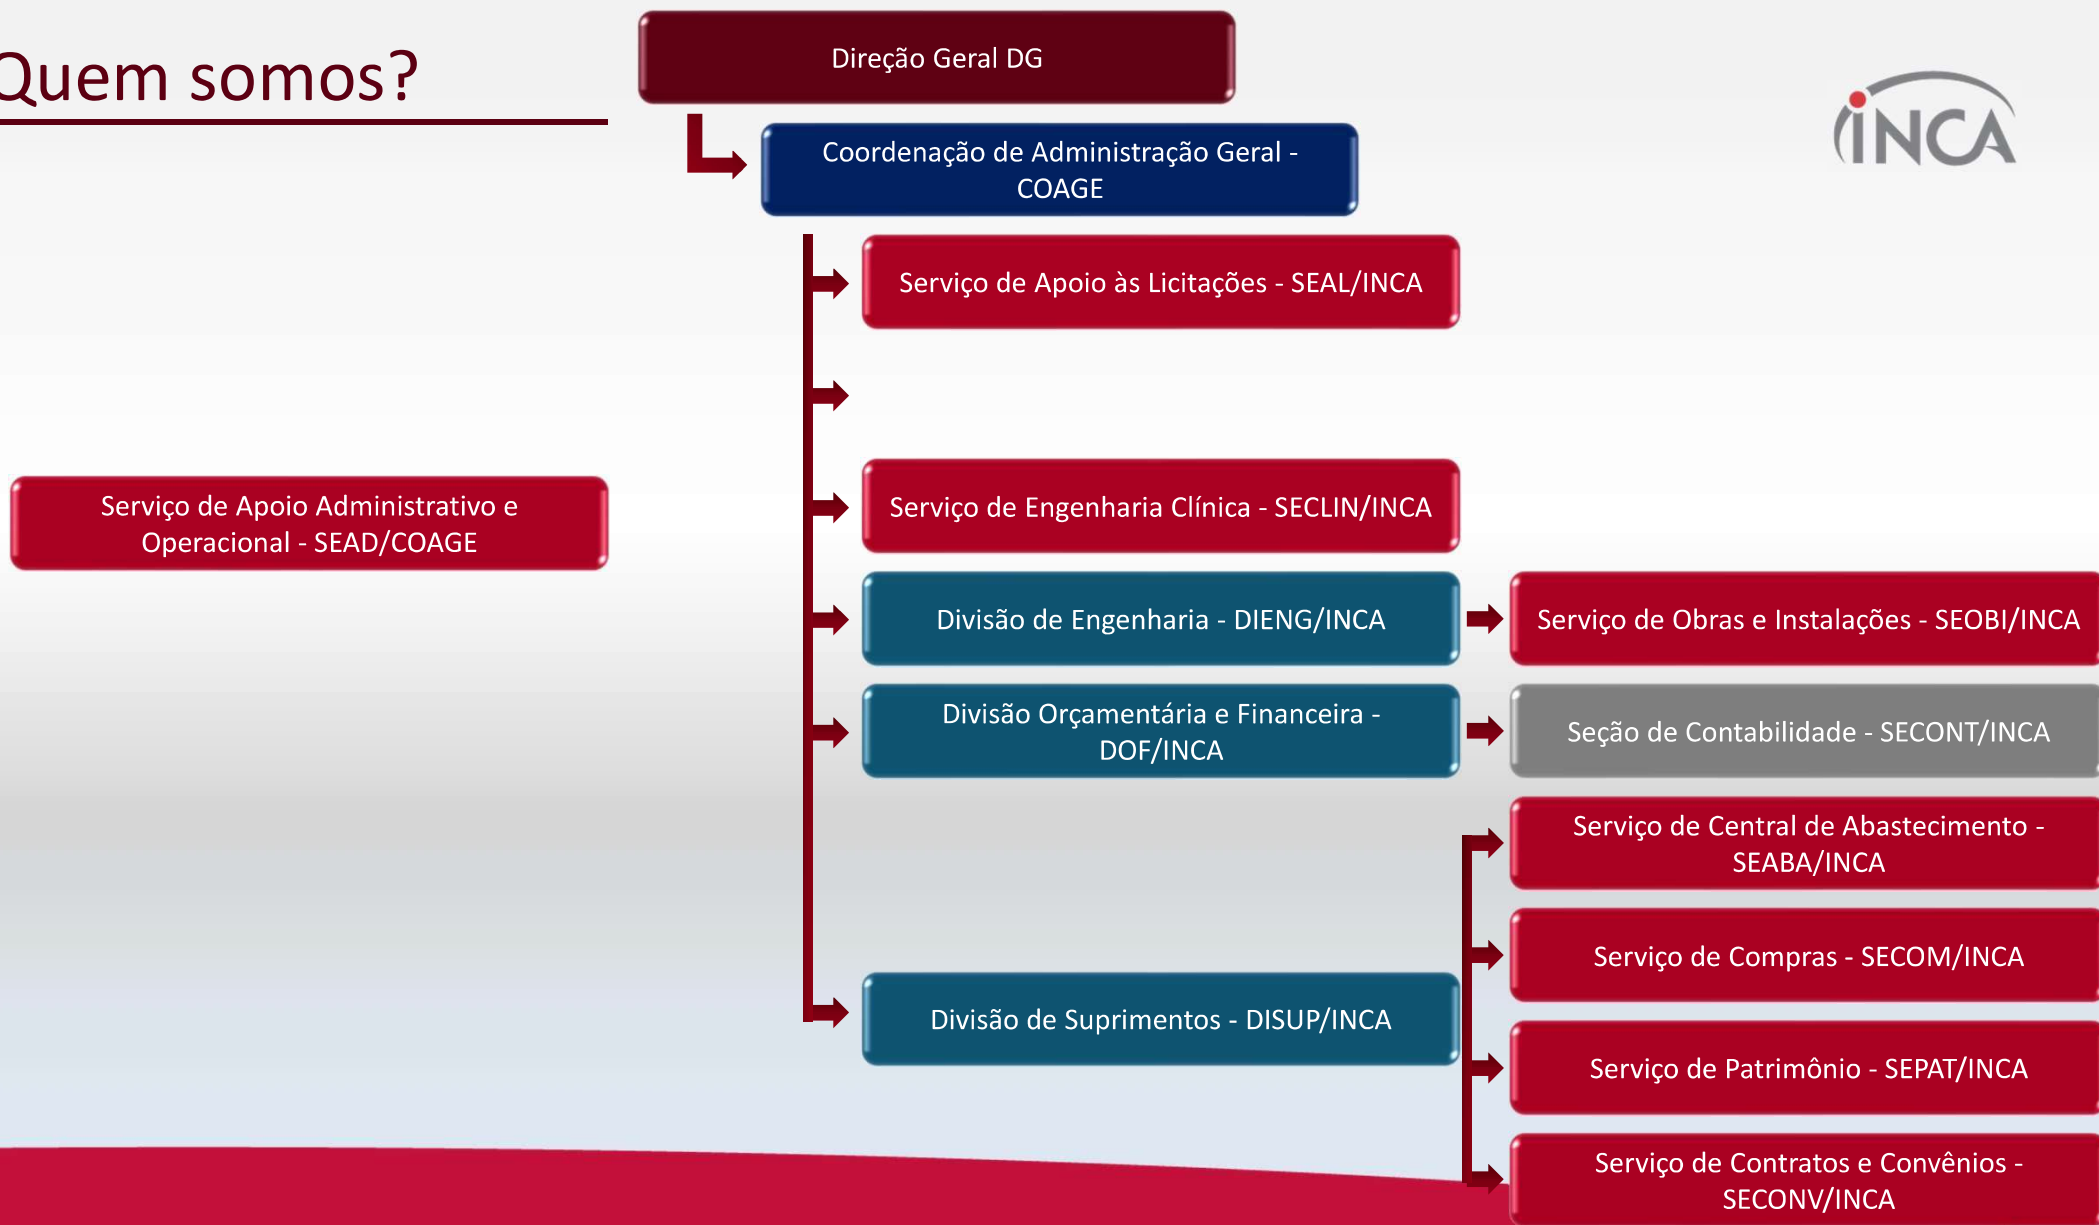 Quem somos?
Direção Geral DG
INCA
Coordenação de Administração Geral -
COAGE
Serviço de Apoio às Licitações - SEAL/INCA
Serviço de Apoio Administrativo e
Operacional - SEAD/COAGE
Serviço de Engenharia Clínica - SECLIN/INCA
Divisão de Engenharia - DIENG/INCA
Serviço de Obras e Instalações - SEOBI/INCA
Divisão Orçamentária e Financeira -
DOF/INCA
Seção de Contabilidade - SECONT/INCA
Serviço de Central de Abastecimento -
SEABA/INCA
Serviço de Compras - SECOM/INCA
Divisão de Suprimentos - DISUP/INCA
Serviço de Patrimônio - SEPAT/INCA
Serviço de Contratos e Convênios -
SECONV/INCA